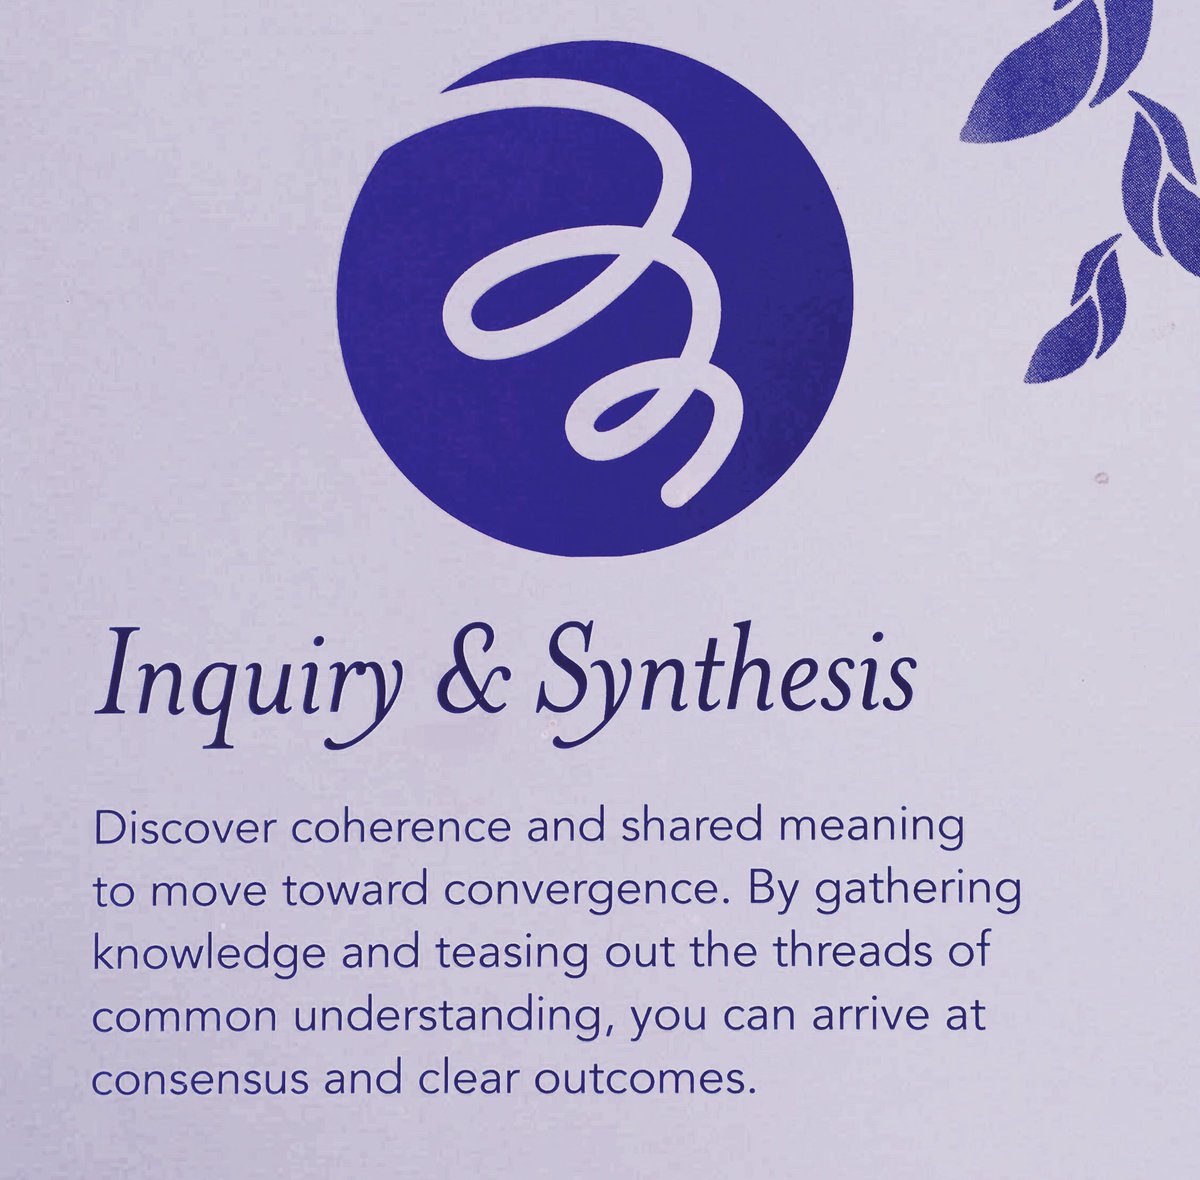 Inquiry & Synthesis
Discover coherence and shared meaning
to move toward convergence. By gathering
knowledge and teasing out the threads of
common understanding, you can arrive at
consensus and clear outcomes.